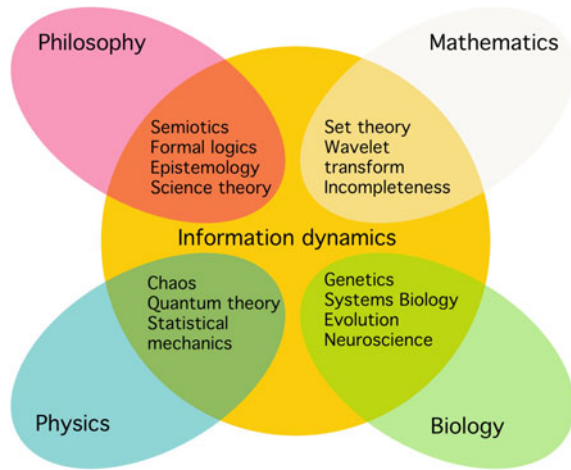 Philosophy
Mathematics
Semiotics
Formal logics
Epistemology
Science theory
Set theory
Wavelet
transform
Incompleteness
Information dynamics
Chaos
Quantum theory
Statistical
mechanics
Genetics
Systems Biology
Evolution
Neuroscience
Physics
Biology